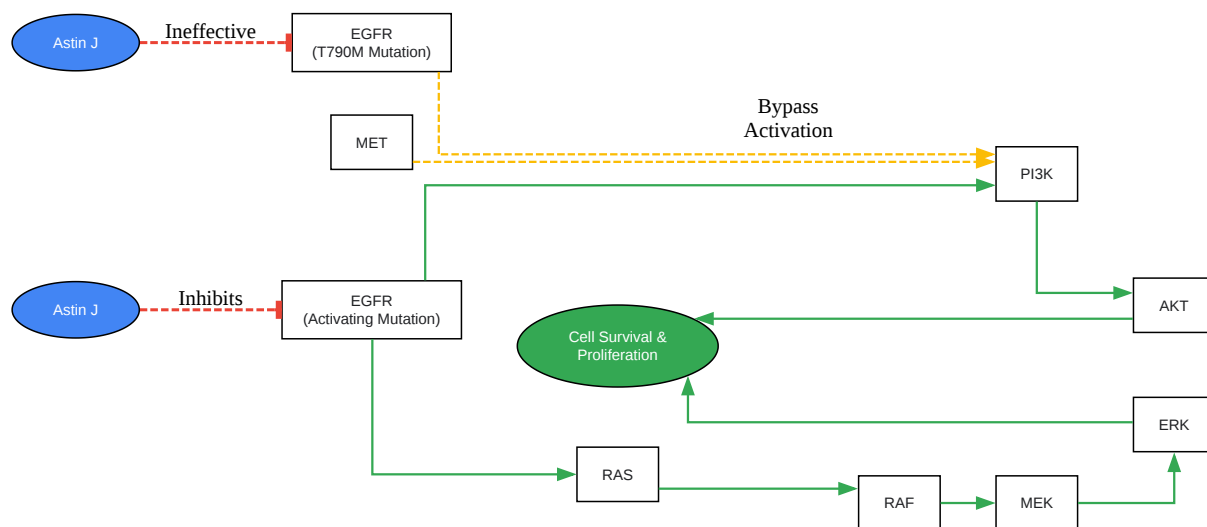 Astin J
Ineffective
EGFR
(T790M Mutation)
MET
Bypass
Activation
PI3K
Astin J
Inhibits
EGFR
(Activating Mutation)
AKT
Cell Survival &
Proliferation
ERK
RAS
RAF
MEK